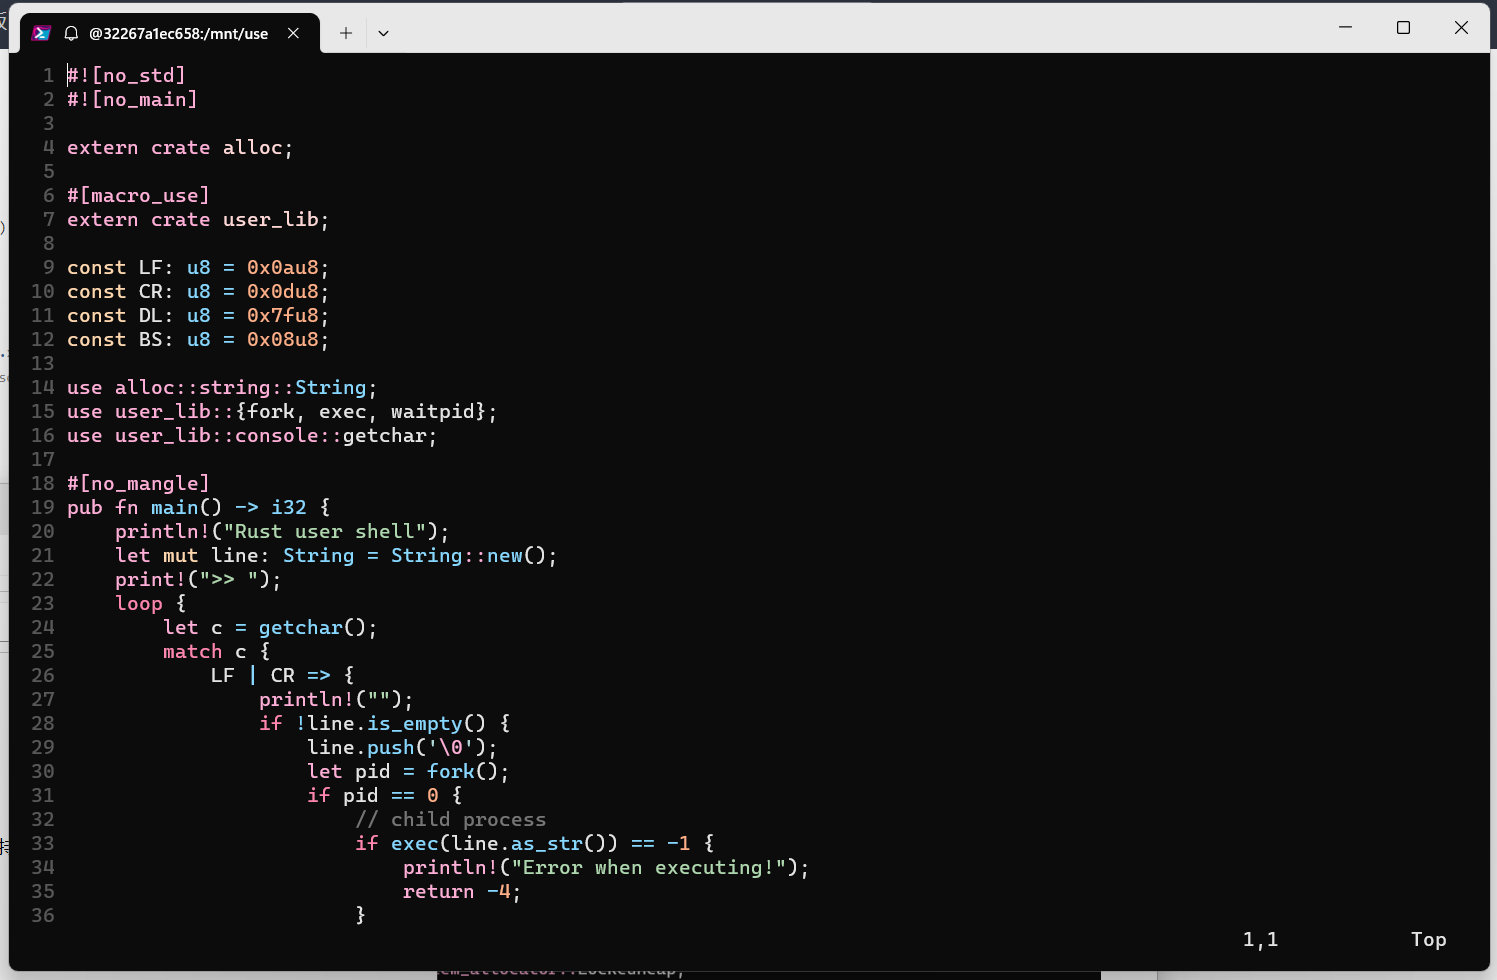 @32267a1ec658:/mnt/use
1 #![no_std]
2 #![no_main]
3
4 extern crate alloc;
5
6 #[macro_use]
7 extern crate user_lib;
8
9 const LF: u8 = 0x0au8;
10 const CR: u8 = 0x0du8;
11 const DL: u8 = 0x7fu8;
12 const BS: u8 = 0x08u8;
13
14 use alloc::string::String;
15 use user_lib::{fork, exec, waitpid};
16 use user_lib::console::getchar;
17
18 #[no_mangle]
19 pub fn main() -> i32 {
20     println!("Rust user shell");
21     let mut line: String = String::new();
22     print!(">> ");
23     loop {
24         let c = getchar();
25         match c {
26             LF | CR => {
27                 println!("");
28                 if !line.is_empty() {
29                     line.push('\0');
30                     let pid = fork();
31                     if pid == 0 {
32                         // child process
33                         if exec(line.as_str()) == -1 {
34                             println!("Error when executing!");
35                             return -4;
36                         }
1,1 Top